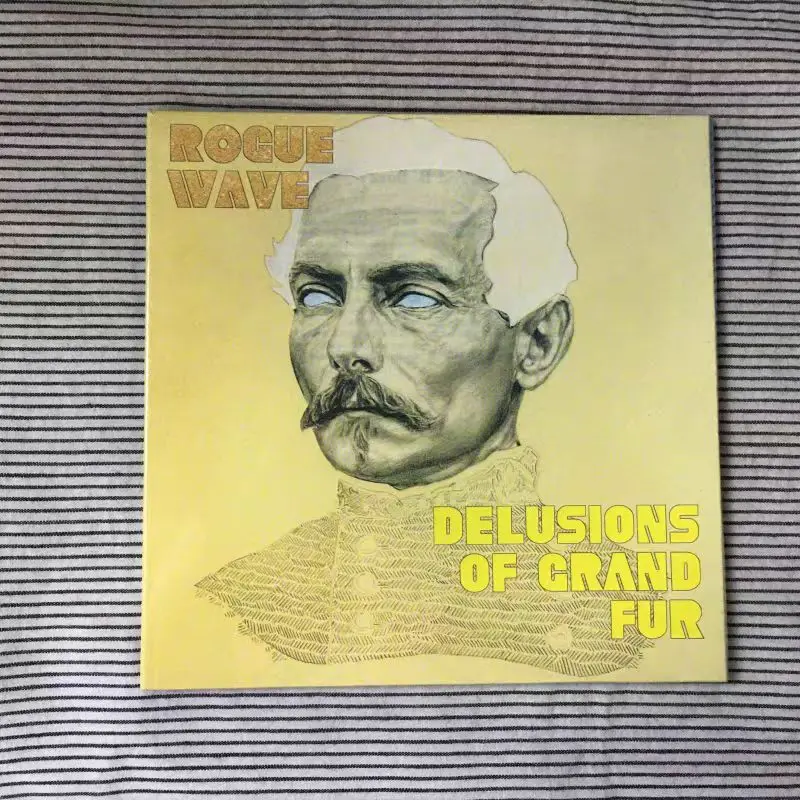 ROGUE
WAVE
DELUSIONS
OF GRAND
FUR